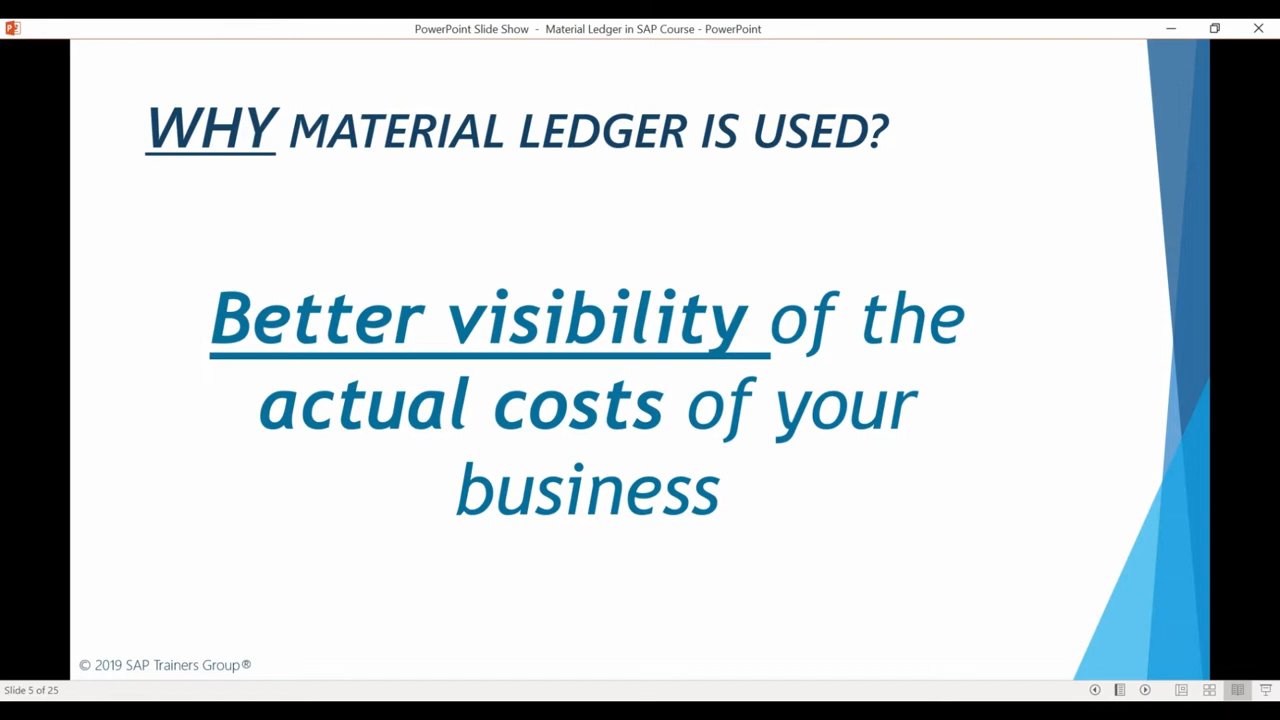 PowerPoint Slide Show - Material Ledger in SAP Course - PowerPoint
WHY MATERIAL LEDGER IS USED?
Better visibility of the
actual costs of your
business
© 2019 SAP Trainers Group®
Slide 5 of 25